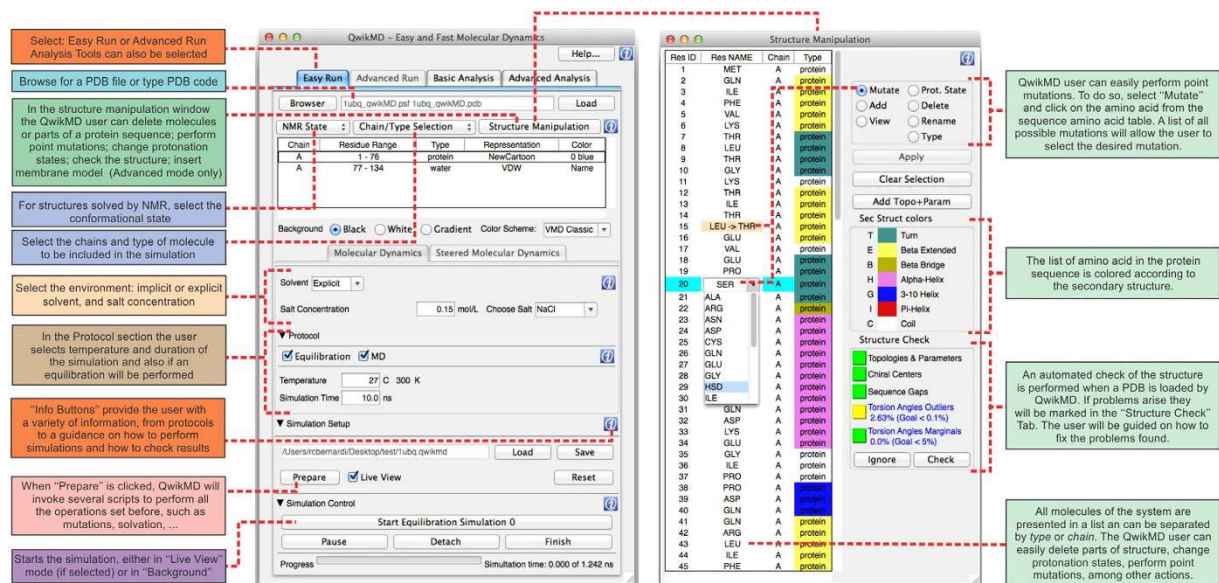 Select: Easy Run or Advanced Run
Analysis Tools can also be selected
Browse for a PDB file or type PDB code
In the structure manipulation window
the QwikMD user can delete molecules
or parts of a protein sequence; perform
point mutations; change protonation
states; check the structure; insert
membrane model (Advanced mode only)
For structures solved by NMR, select the
conformational state
Select the chains and type of molecule
to be included in the simulation
Select the environment: implicit or explicit
solvent, and salt concentration
In the Protocol section the user
selects temperature and duration of
the simulation and also if an
equilibration will be performed
"Info Buttons" provide the user with
a variety of information, from protocols
to a guidance on how to perform
simulations and how to check results
When "Prepare" is clicked, QwikMD will
invoke several scripts to perform all
the operations set before, such as
mutations, solvation, ...
Starts the simulation, either in "Live View"
mode (if selected) or in "Background"
QwikMD – Easy and Fast Molecular Dynamics
Help...
Easy Run Advanced Run Basic Analysis Advanced Analysis
Browser 1ubq_qwikMD.psf 1ubq_qwikMD.pdb Load
NMR State Chain/Type Selection Structure Manipulation
Chain Residue Range Type Representation Color
A 1 - 76 protein NewCartoon 0 blue
A 77 - 134 water VDW Name
Background Black White Gradient Color Scheme: VMD Classic
Molecular Dynamics Steered Molecular Dynamics
Solvent Explicit
Salt Concentration 0.15 mol/L Choose Salt NaCl
Protocol
Equilibration MD
Temperature 27 C 300 K
Simulation Time 10.0 ns
Simulation Setup
/Users/rcbernardi/Desktop/test/1ubq.qwikmd Load Save
Prepare Live View Reset
Simulation Control
Start Equilibration Simulation 0
Pause Detach Finish
Progress Simultation time: 0.000 of 1.242 ns
Structure Manipulation
Res ID Res NAME Chain Type
1 MET A protein
2 GLN A protein
3 ILE A protein
4 PHE A protein
5 VAL A protein
6 LYS A protein
7 THR A protein
8 LEU A protein
9 THR A protein
10 GLY A protein
11 LYS A protein
12 THR A protein
13 ILE A protein
14 THR A protein
15 LEU -> THR A protein
16 GLU A protein
17 VAL A protein
18 GLU A protein
19 PRO A protein
20 SER A protein
21 ALA A protein
22 ARG A protein
23 ASN A protein
24 ASP A protein
25 CYS A protein
26 GLN A protein
27 GLU A protein
28 GLY A protein
29 HSD A protein
30 ILE A protein
31 GLN A protein
32 ASP A protein
33 LYS A protein
34 GLU A protein
35 GLY A protein
36 ILE A protein
37 PRO A protein
38 PRO A protein
39 ASP A protein
40 GLN A protein
41 GLN A protein
42 ARG A protein
43 LEU A protein
44 ILE A protein
45 PHE A protein
Mutate Prot. State
Add Delete
View Rename
Type
Apply
Clear Selection
Add Topo+Param
Sec Struct colors
T Turn
E Beta Extended
B Beta Bridge
H Alpha-Helix
G 3-10 Helix
I Pi-Helix
C Coil
Structure Check
Topologies & Parameters
Chiral Centers
Sequence Gaps
Torsion Angles Outliers
2.63% (Goal < 0.1%)
Torsion Angles Marginals
0.0% (Goal < 5%)
Ignore Check
QwikMD user can easily perform point
mutations. To do so, select "Mutate"
and click on the amino acid from the
sequence amino acid table. A list of all
possible mutations will allow the user to
select the desired mutation.
The list of amino acid in the protein
sequence is colored according to
the secondary structure.
An automated check of the structure
is performed when a PDB is loaded by
QwikMD. If problems arise they
will be marked in the "Structure Check"
Tab. The user will be guided on how to
fix the problems found.
All molecules of the system are
presented in a list an can be separated
by type or chain. The QwikMD user can
easily delete parts of structure, change
protonation states, perform point
mutations, among other actions.